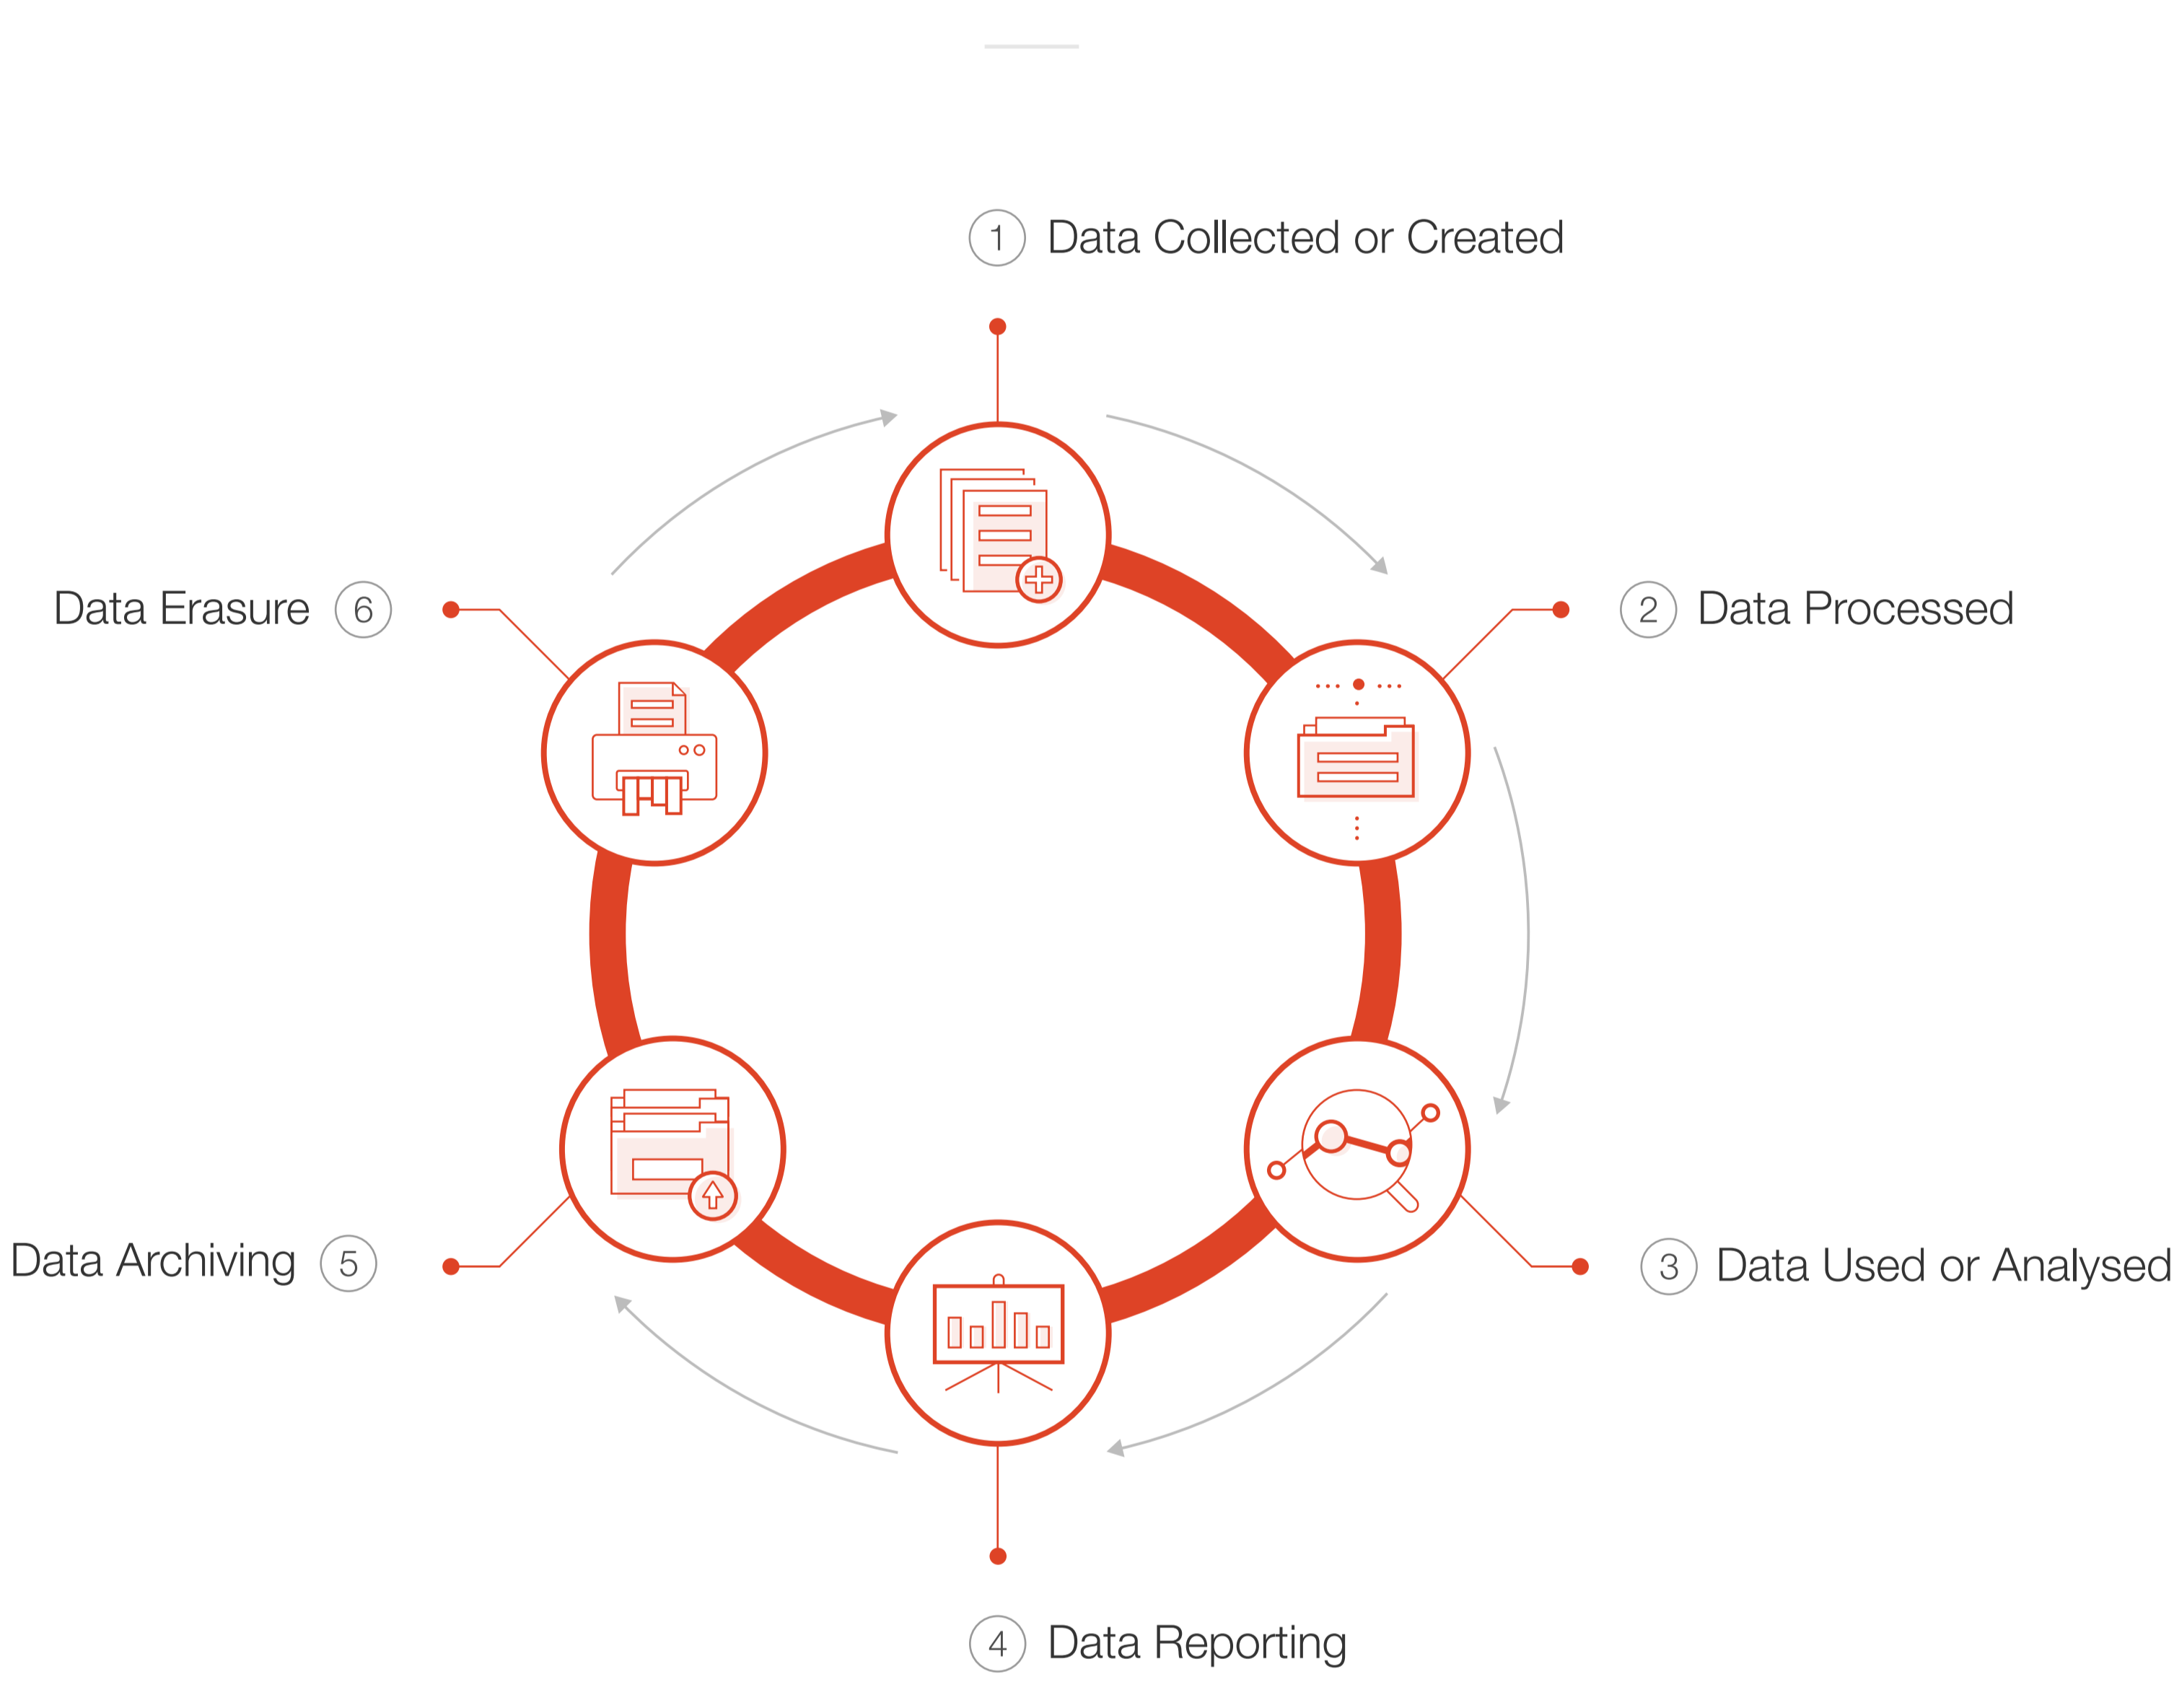 1 Data Collected or Created
2 Data Processed
3 Data Used or Analysed
4 Data Reporting
Data Archiving 5
Data Erasure 6